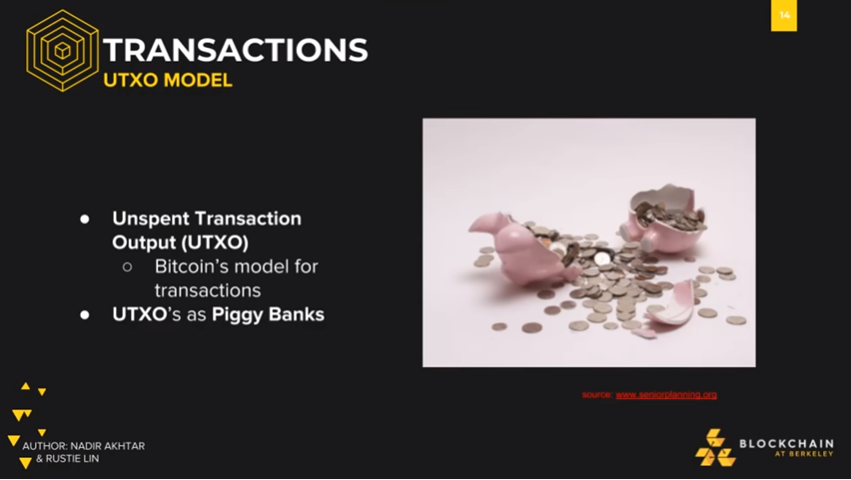 14
TRANSACTIONS
UTXO MODEL
● Unspent Transaction
Output (UTXO)
○ Bitcoin's model for
transactions
● UTXO's as Piggy Banks
source: www.seniorplanning.org
AUTHOR: NADIR AKHTAR
& RUSTIE LIN
BLOCKCHAIN
AT BERKELEY